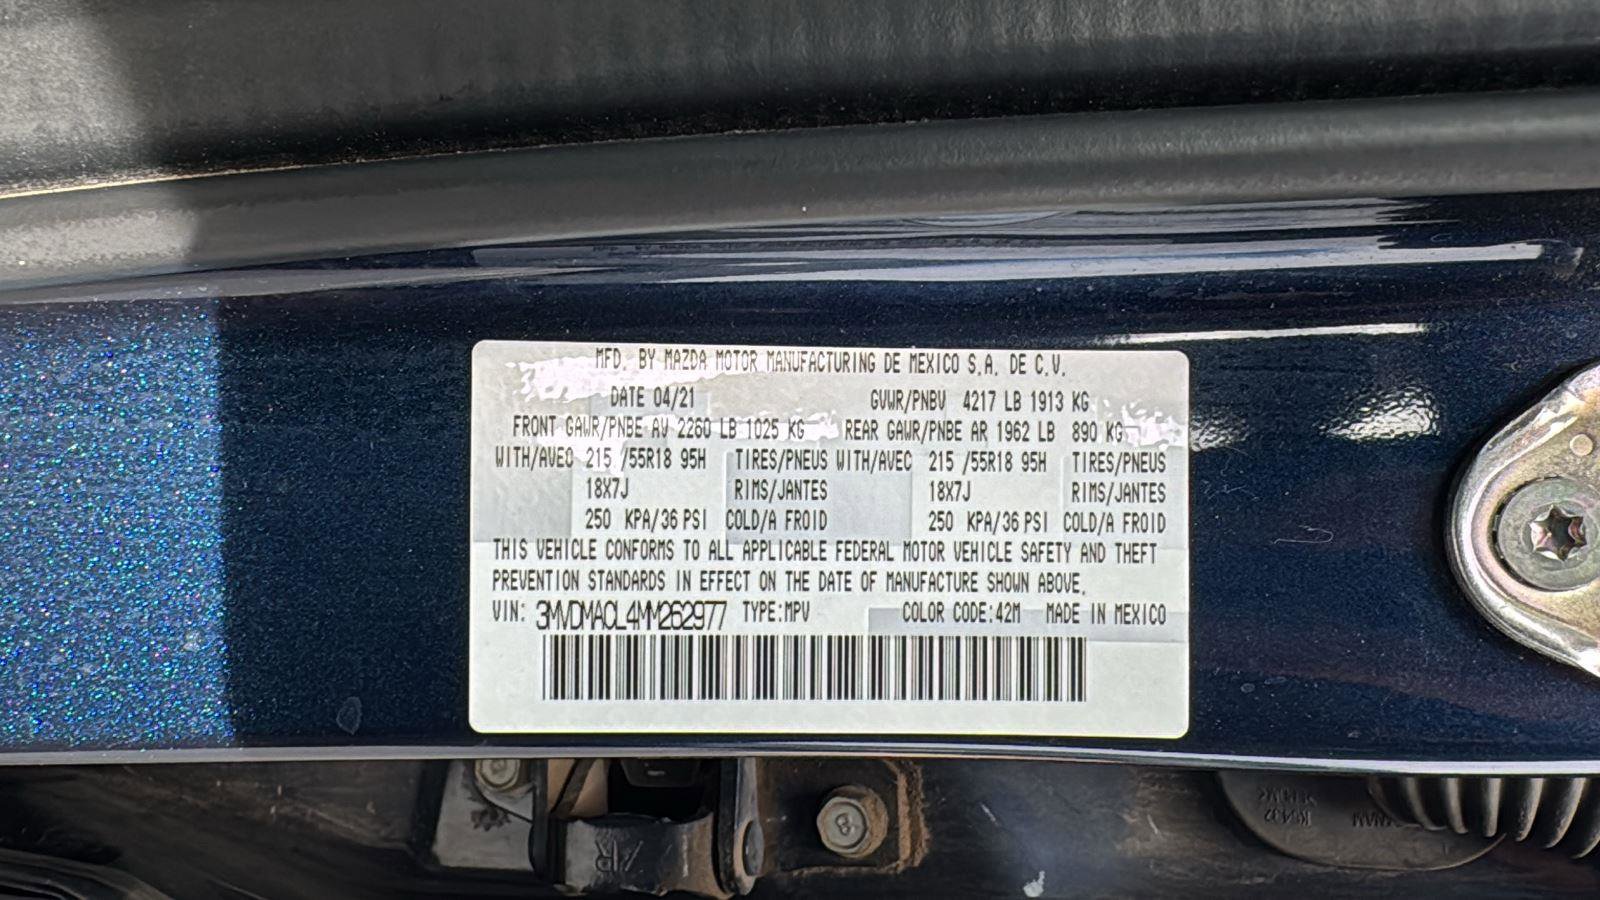 MFD. BY MAZDA MOTOR MANUFACTURING DE MEXICO S.A. DE C.V.
DATE 04/21 GVWR/PNBV 4217 LB 1913 KG
FRONT GAWR/PNBE AV 2260 LB 1025 KG REAR GAWR/PNBE AR 1962 LB 890 KG
WITH/AVEC 215 /55R18 95H TIRES/PNEUS WITH/AVEC 215 /55R18 95H TIRES/PNEUS
18X7J RIMS/JANTES 18X7J RIMS/JANTES
250 KPA/36 PSI COLD/A FROID 250 KPA/36 PSI COLD/A FROID
THIS VEHICLE CONFORMS TO ALL APPLICABLE FEDERAL MOTOR VEHICLE SAFETY AND THEFT
PREVENTION STANDARDS IN EFFECT ON THE DATE OF MANUFACTURE SHOWN ABOVE.
VIN: 3MVDMACL4MM262977 TYPE:MPV COLOR CODE:42M MADE IN MEXICO
8
AR